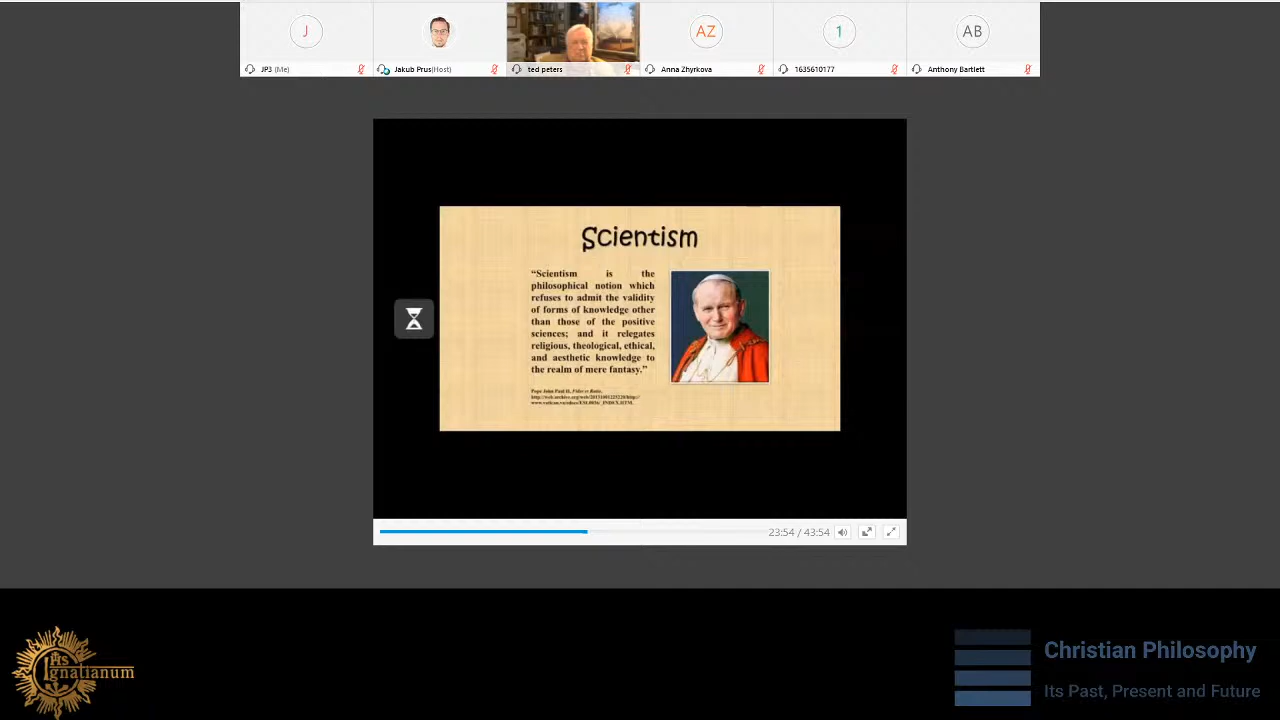 J
AZ
1
AB
JP3 (Me)
Jakub Prus(Host)
ted peters
Anna Zhyrkova
1635610177
Anthony Bartlett
Scientism
“Scientism is the
philosophical notion which
refuses to admit the validity
of forms of knowledge other
than those of the positive
sciences; and it relegates
religious, theological, ethical,
and aesthetic knowledge to
the realm of mere fantasy.”
Pope John Paul II, Fides et Ratio,
23:54 / 43:54
IHS
Ignatianum
Christian Philosophy
Its Past, Present and Future